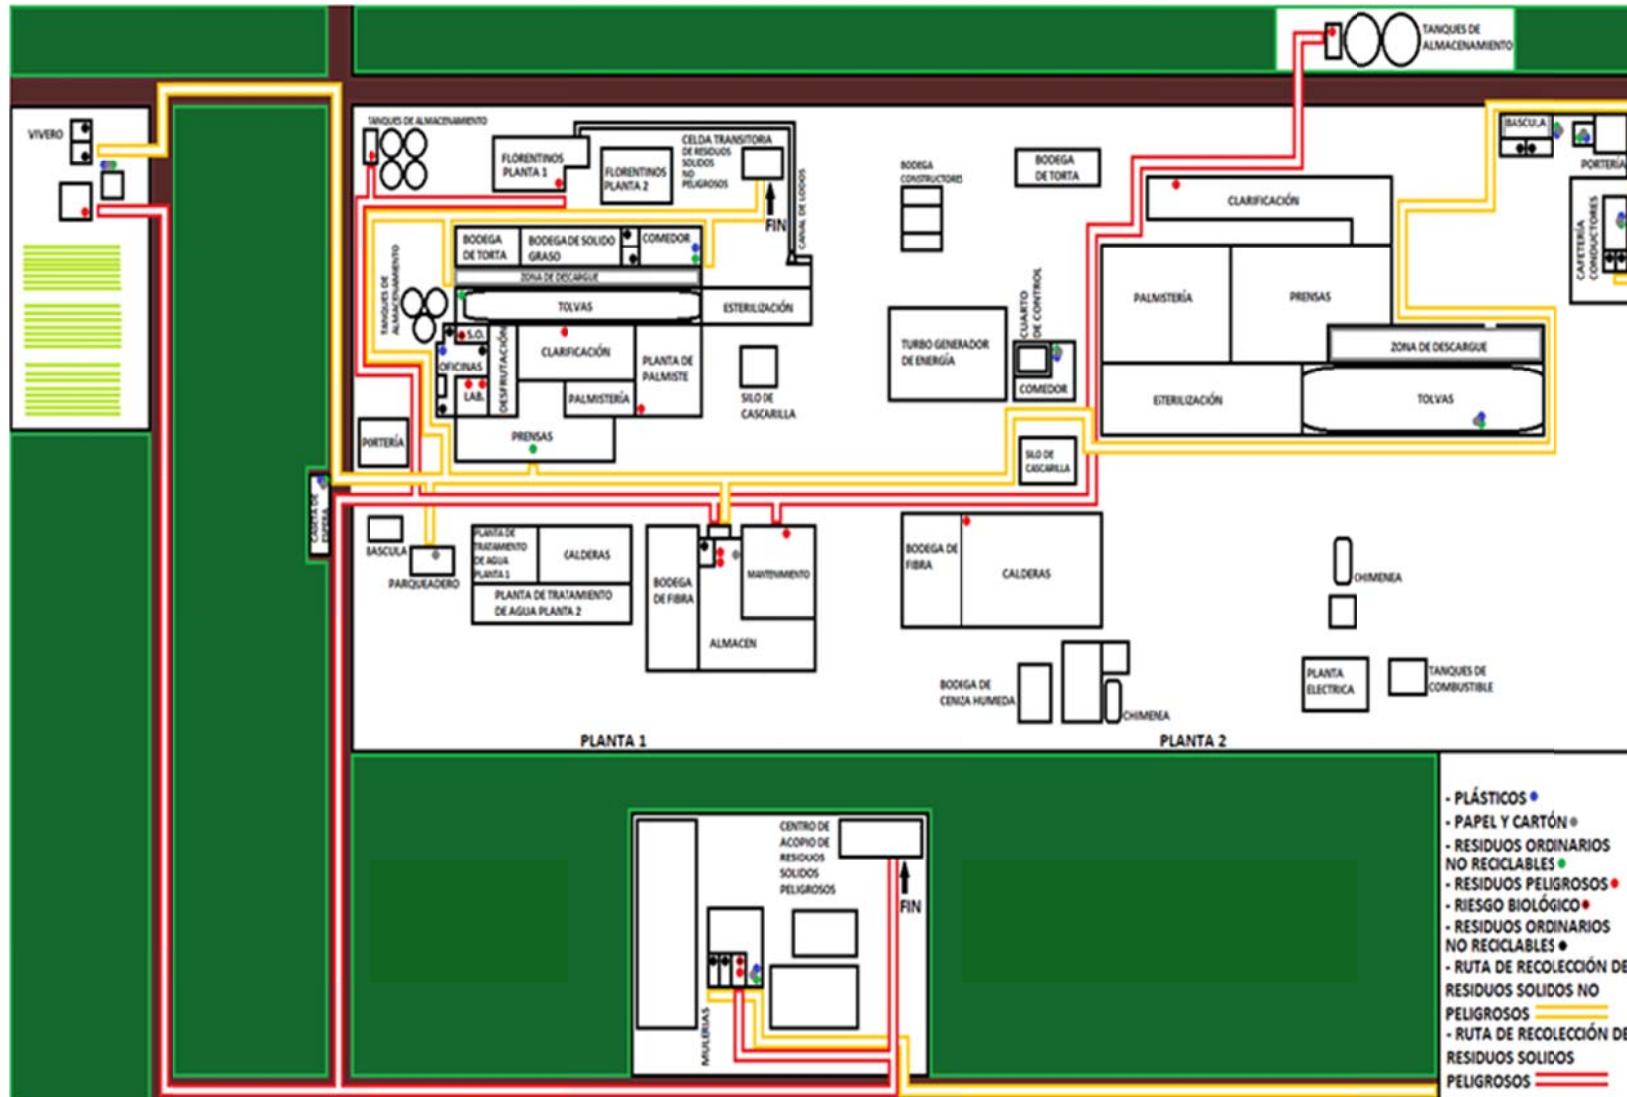 TANQUES DE
ALMACENAMIENTO
VIVERO
TANQUES DE ALMACENAMIENTO
FLORENTINOS
PLANTA 1
FLORENTINOS
PLANTA 2
CELDA TRANSITORIA
DE RESIDUOS
SOLIDOS
NO
PELIGROSOS
FIN
CANAL DE LODOS
BODEGA
CONSTRUCTORES
BODEGA
DE TORTA
BASCULA
PORTERÍA
CLARIFICACIÓN
CAFETERÍA
CONDUCTORES
BODEGA
DE TORTA
BODEGA DE SOLIDO
GRASO
COMEDOR
ZONA DE DESCARGUE
TOLVAS
ESTERILIZACIÓN
TANQUES DE
ALMACENAMIENTO
S.O.
OFICINAS
LAB.
DESFRUTACIÓN
CLARIFICACIÓN
PALMISTERÍA
PLANTA DE
PALMISTE
PRENSAS
SILO DE
CASCARILLA
TURBO GENERADOR
DE ENERGÍA
CUARTO
DE CONTROL
COMEDOR
PALMISTERÍA
PRENSAS
ZONA DE DESCARGUE
ESTERILIZACIÓN
TOLVAS
PORTERÍA
SILO DE
CASCARILLA
CASETA DE
ESPERA
BASCULA
PARQUEADERO
PLANTA DE
TRATAMIENTO
DE AGUA
PLANTA 1
CALDERAS
PLANTA DE TRATAMIENTO
DE AGUA PLANTA 2
BODEGA
DE FIBRA
MANTENIMIENTO
ALMACEN
BODEGA DE
FIBRA
CALDERAS
CHIMENEA
BODEGA DE
CENIZA HUMEDA
CHIMENEA
PLANTA
ELECTRICA
TANQUES DE
COMBUSTIBLE
PLANTA 1
PLANTA 2
CENTRO DE
ACOPIO DE
RESIDUOS
SOLIDOS
PELIGROSOS
FIN
MULERIAS
- PLÁSTICOS
- PAPEL Y CARTÓN
- RESIDUOS ORDINARIOS
NO RECICLABLES
- RESIDUOS PELIGROSOS
- RIESGO BIOLÓGICO
- RESIDUOS ORDINARIOS
NO RECICLABLES
- RUTA DE RECOLECCIÓN DE
RESIDUOS SOLIDOS NO
PELIGROSOS
- RUTA DE RECOLECCIÓN DE
RESIDUOS SOLIDOS
PELIGROSOS